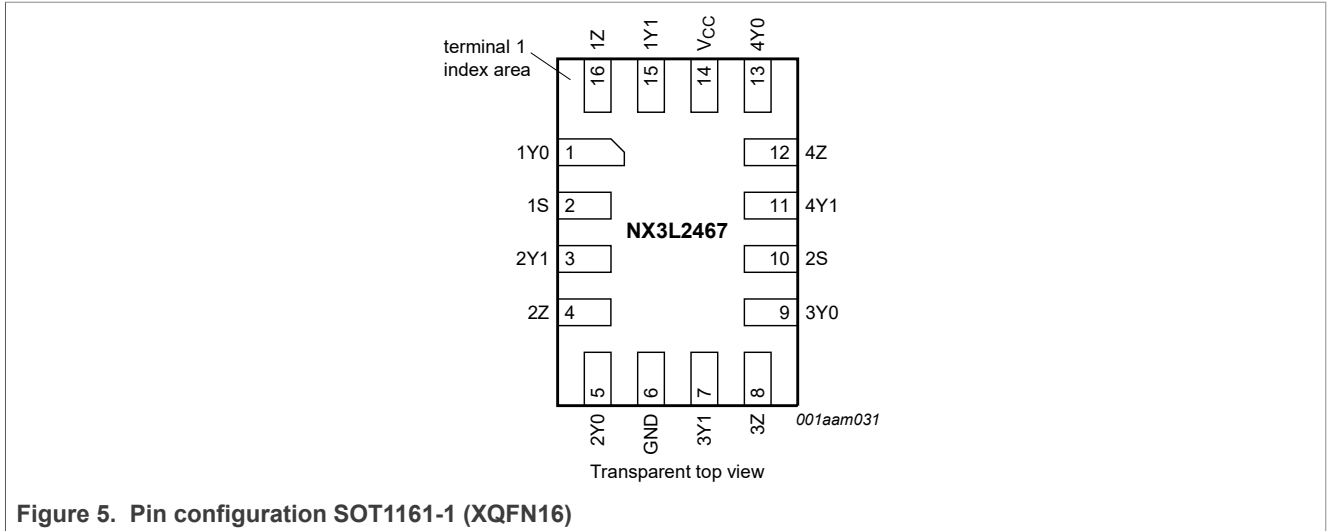 1Z 1Y1 VCC 4Y0
terminal 1
index area
16 15 14 13
1Y0 1 12 4Z
1S 2 11 4Y1
NX3L2467
2Y1 3 10 2S
2Z 4 9 3Y0
5 6 7 8
2Y0 GND 3Y1 3Z
001aam031
Transparent top view
Figure 5. Pin configuration SOT1161-1 (XQFN16)